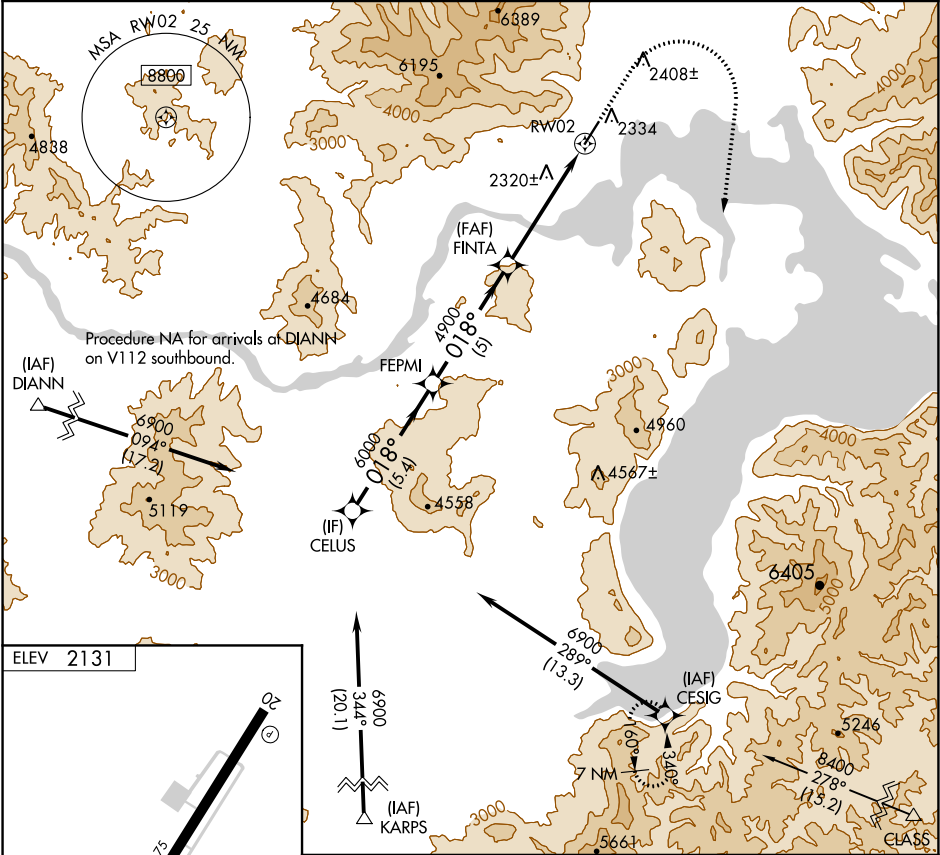 MSA RW02 25 NM
8800
6389
6195
4000
3000
4838
2408±
4000
RW02
2334
2320±
(FAF)
FINTA
4684
Procedure NA for arrivals at DIANN
on V112 southbound.
4900
018°
(5)
(IAF)
DIANN
FEPMI
3000
6900
094°
(17.2)
4960
4000
6000
018°
(5.4)
4567±
5119
4558
(IF)
CELUS
3000
6405
5000
6900
289°
(13.3)
ELEV 2131
(IAF)
CESIG
6900
344°
(20.1)
20
P
160°
340°
5246
7 NM
8400
278°
(15.2)
(IAF)
KARPS
3000
CLASS
75
5661